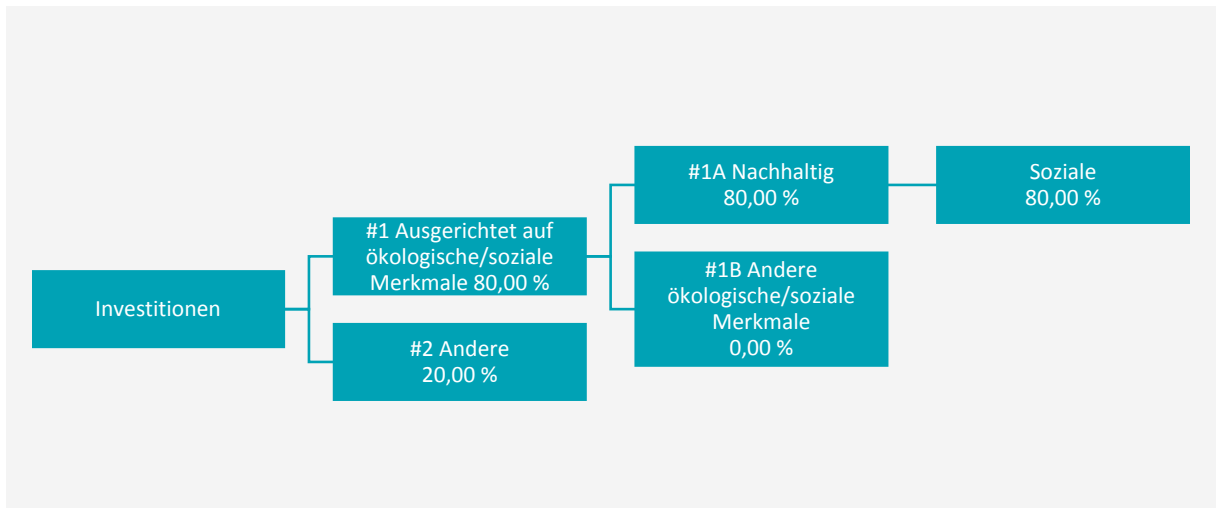 Investitionen
#1 Ausgerichtet auf
ökologische/soziale
Merkmale 80,00 %
#2 Andere
20,00 %
#1A Nachhaltig
80,00 %
#1B Andere
ökologische/soziale
Merkmale
0,00 %
Soziale
80,00 %